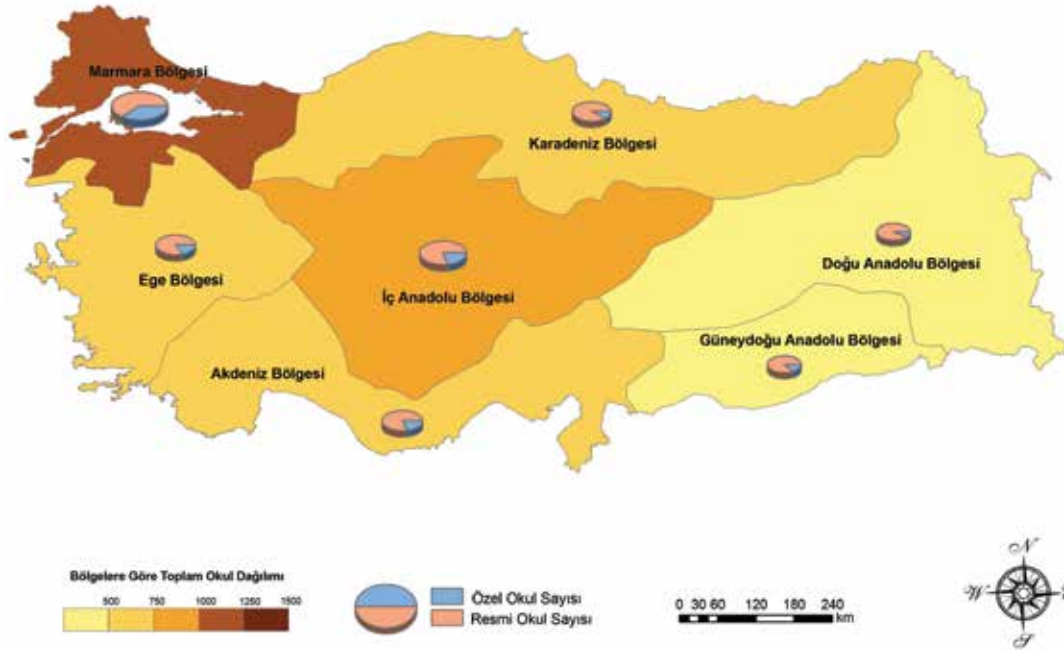 Marmara Bölgesi
Karadeniz Bölgesi
Ege Bölgesi
İç Anadolu Bölgesi
Doğu Anadolu Bölgesi
Güneydoğu Anadolu Bölgesi
Akdeniz Bölgesi
Bölgelere Göre Toplam Okul Dağılımı
500 750 1000 1250 1500
Özel Okul Sayısı
Resmi Okul Sayısı
0 30 60 120 180 240
km
N
W
S